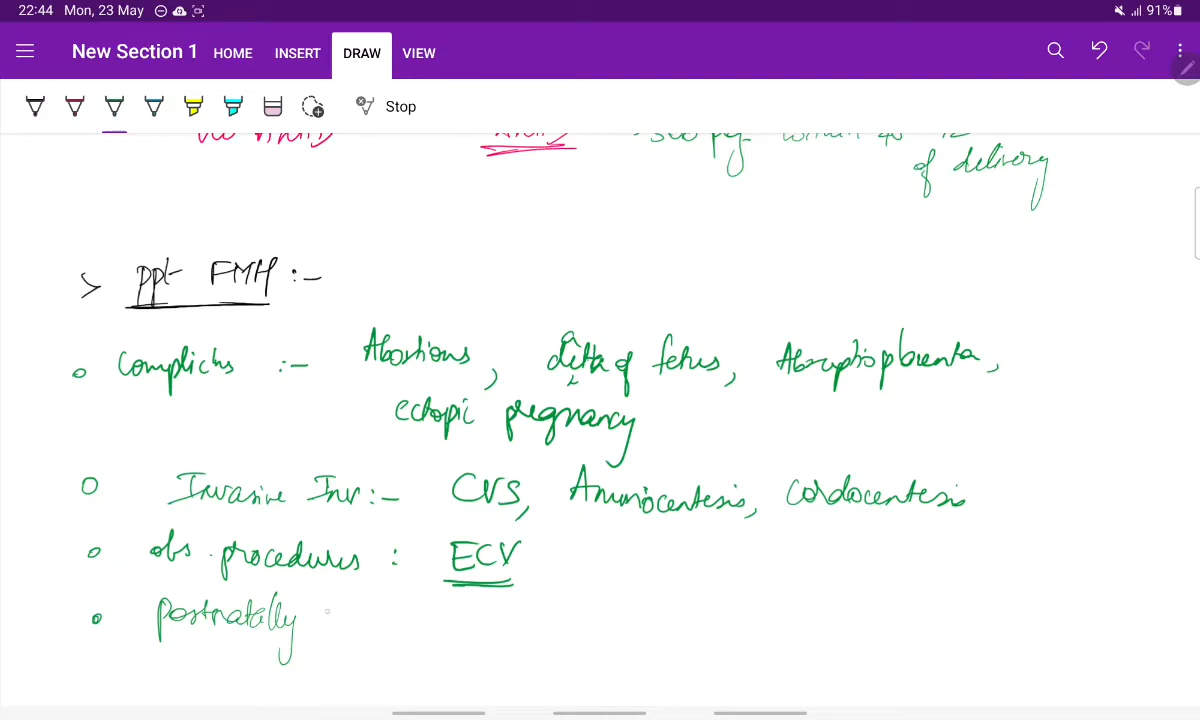 22:44 Mon, 23 May 91%
New Section 1 HOME INSERT DRAW VIEW
Stop
of delivery
> ppt FMH :-
Complictns :- Abortions, death of fetus, Abruptio placenta,
ectopic pregnancy
Invasive Inv :- CVS, Amniocentesis, Cordocentesis
obs. procedures : ECV
Postnatally